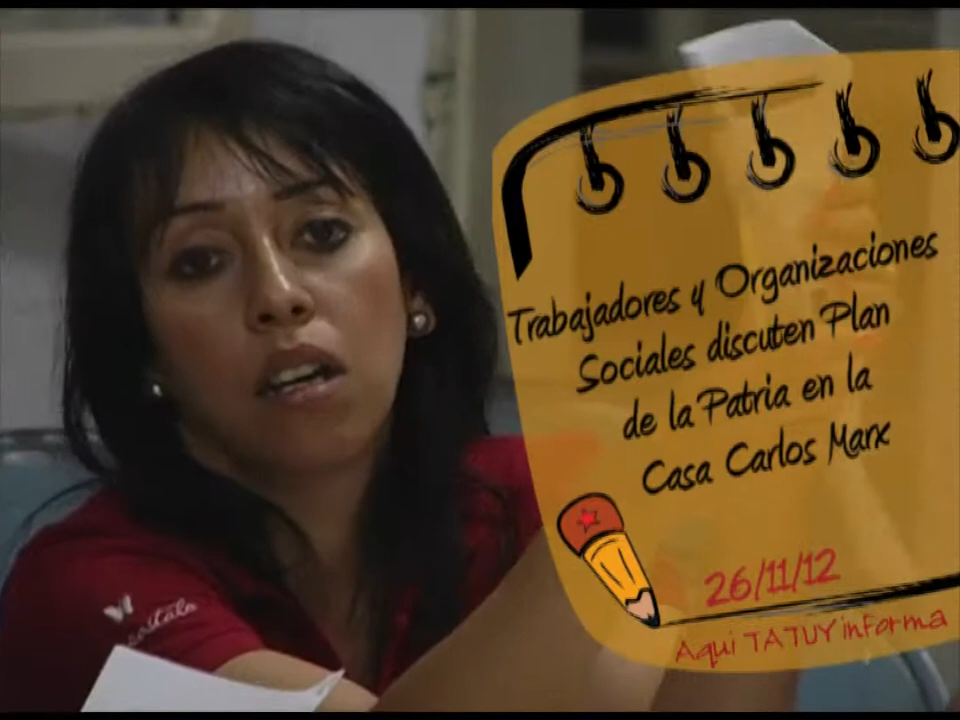 Trabajadores y Organizaciones
Sociales discuten Plan
de la Patria en la
Casa Carlos Marx
26/11/12
Aqui TATUY inForma